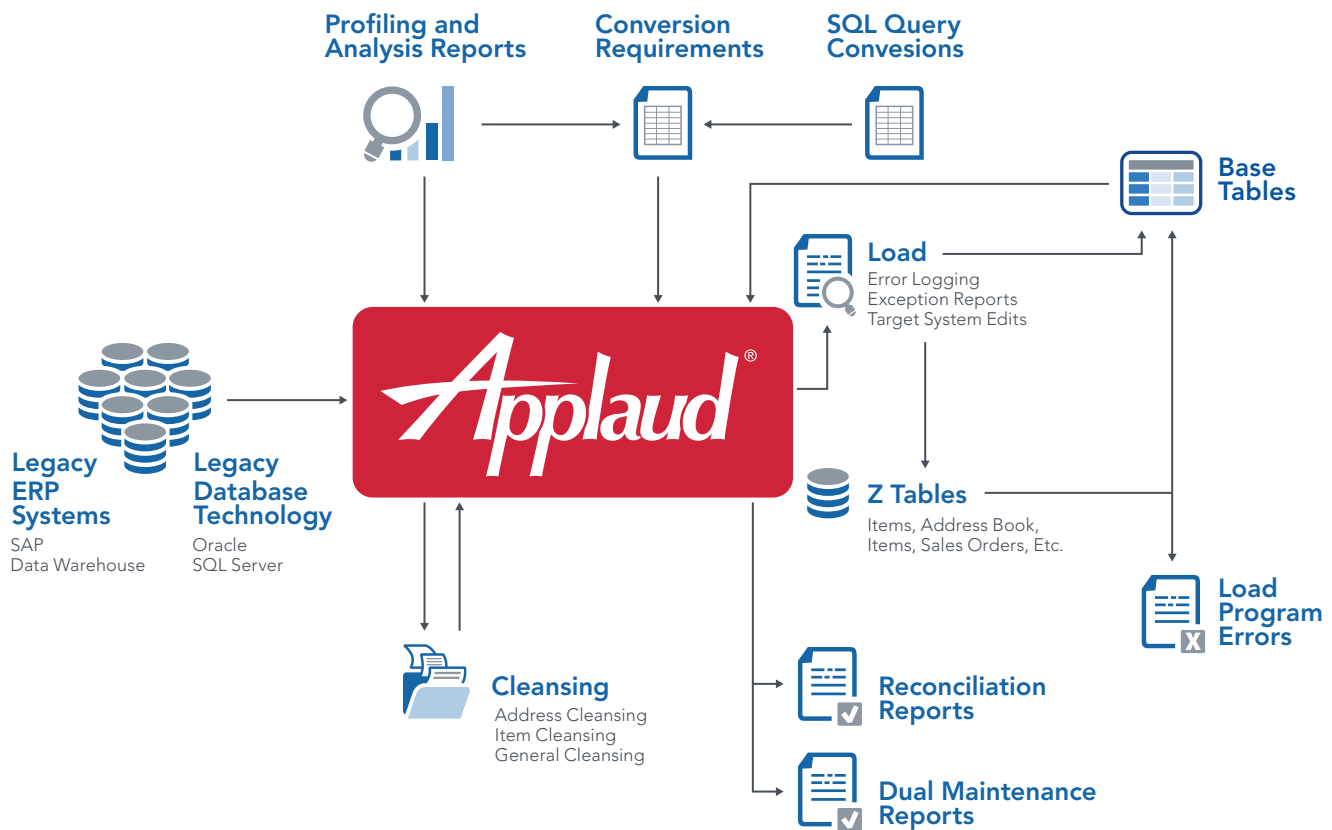 Profiling and
Analysis Reports
Conversion
Requirements
SQL Query
Convesions
Base
Tables
Load
Error Logging
Exception Reports
Target System Edits
Applaud®
Legacy
ERP
Systems
SAP
Data Warehouse
Legacy
Database
Technology
Oracle
SQL Server
Z Tables
Items, Address Book,
Items, Sales Orders, Etc.
Load
Program
Errors
X
Cleansing
Address Cleansing
Item Cleansing
General Cleansing
Reconciliation
Reports
Dual Maintenance
Reports